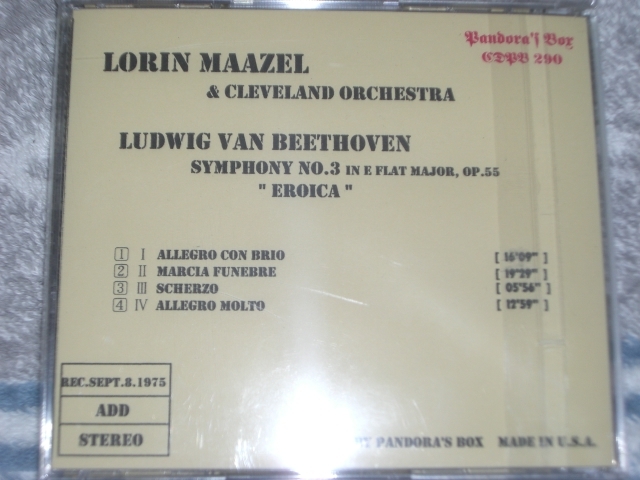 Pandora's Box
CDPB 290
LORIN MAAZEL
& CLEVELAND ORCHESTRA
LUDWIG VAN BEETHOVEN
SYMPHONY NO.3 IN E FLAT MAJOR, OP.55
" EROICA "
1 I ALLEGRO CON BRIO [ 16'09" ]
2 II MARCIA FUNEBRE [ 19'29" ]
3 III SCHERZO [ 05'56" ]
4 IV ALLEGRO MOLTO [ 12'59" ]
REC.SEPT.8.1975
ADD
STEREO
PANDORA'S BOX MADE IN U.S.A.